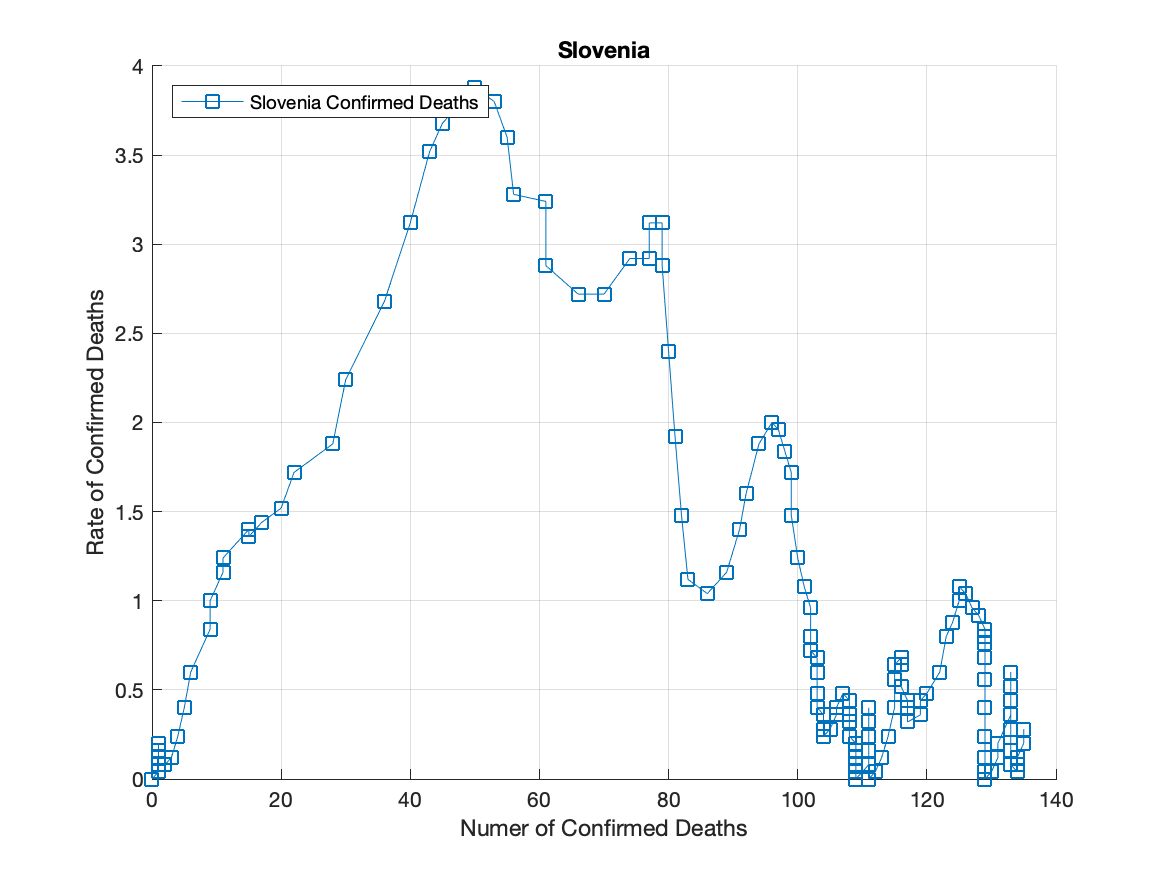 Slovenia
Slovenia Confirmed Deaths
4
3.5
3
2.5
2
1.5
1
0.5
0
Rate of Confirmed Deaths
0 20 40 60 80 100 120 140
Numer of Confirmed Deaths